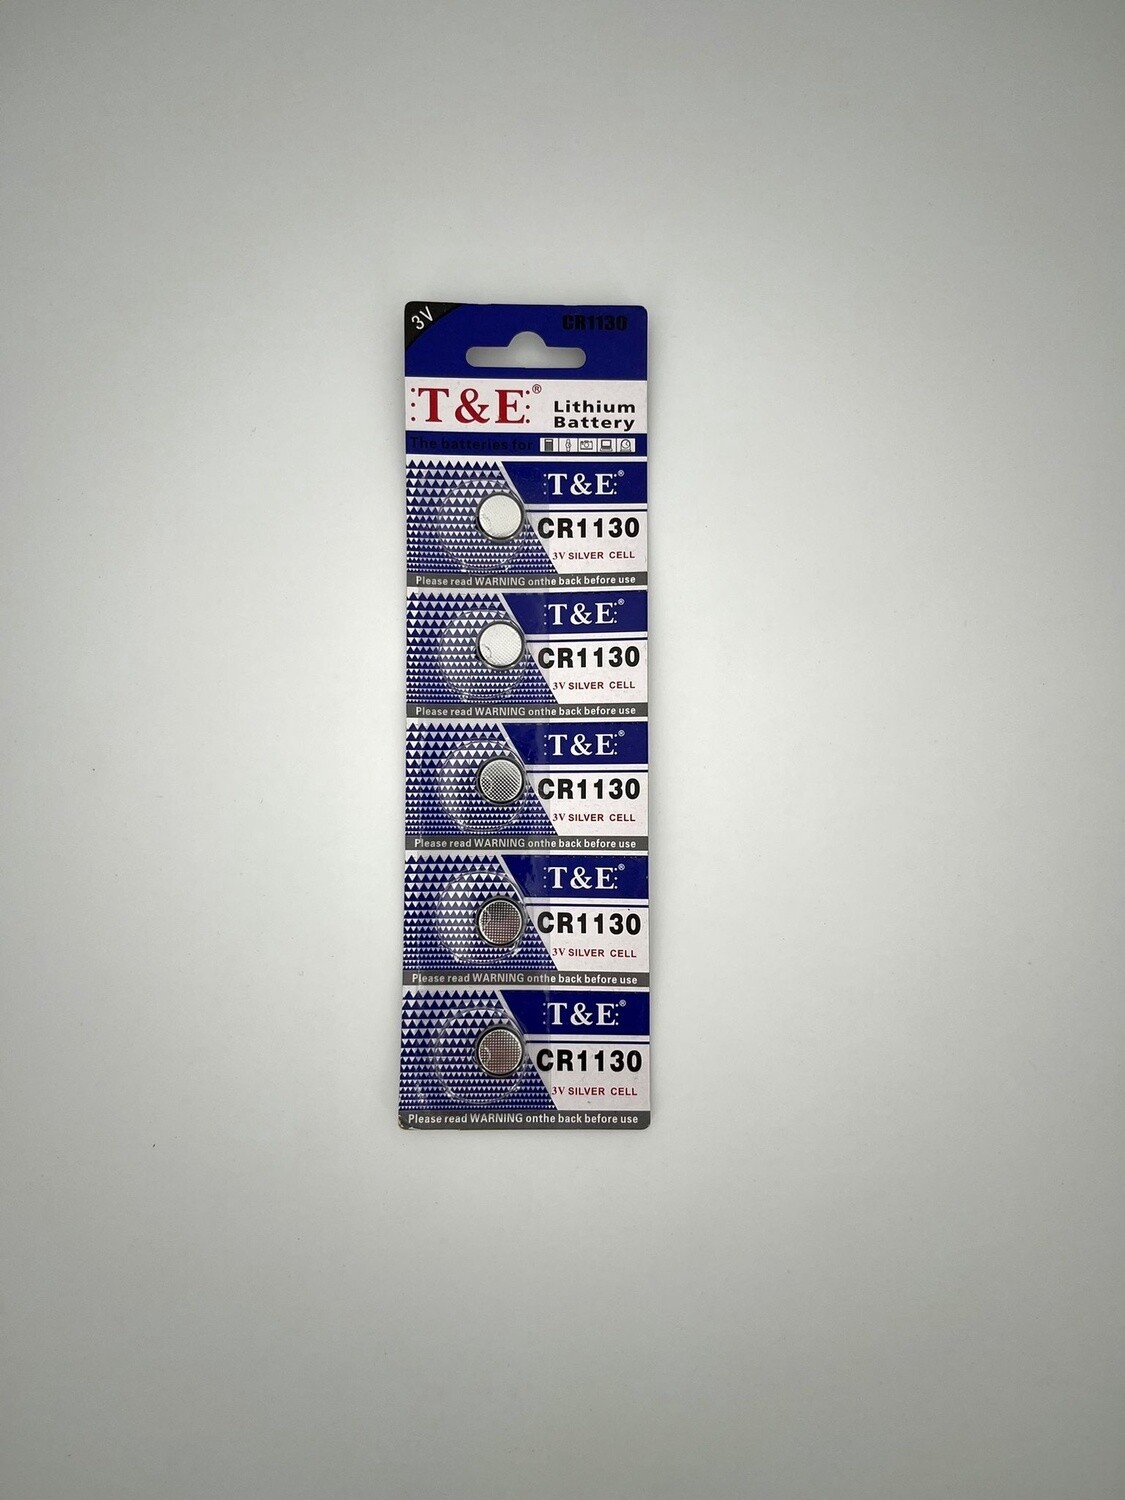 3V
CR1130
T&E®
Lithium
Battery
The batteries for
T&E®
CR1130
3V SILVER CELL
Please read WARNING onthe back before use
T&E®
CR1130
3V SILVER CELL
Please read WARNING onthe back before use
T&E®
CR1130
3V SILVER CELL
Please read WARNING onthe back before use
T&E®
CR1130
3V SILVER CELL
Please read WARNING onthe back before use
T&E®
CR1130
3V SILVER CELL
Please read WARNING onthe back before use